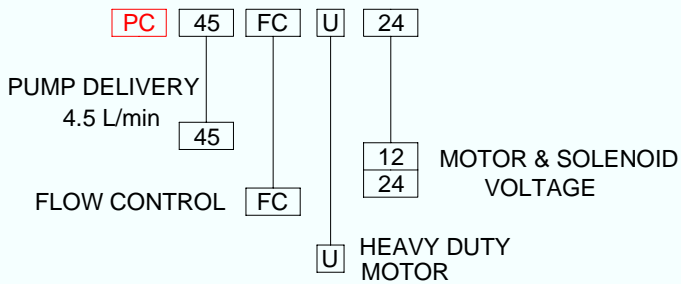 PC 45 FC U 24
PUMP DELIVERY
4.5 L/min
45
12
24
MOTOR & SOLENOID
VOLTAGE
FLOW CONTROL FC
U HEAVY DUTY
MOTOR